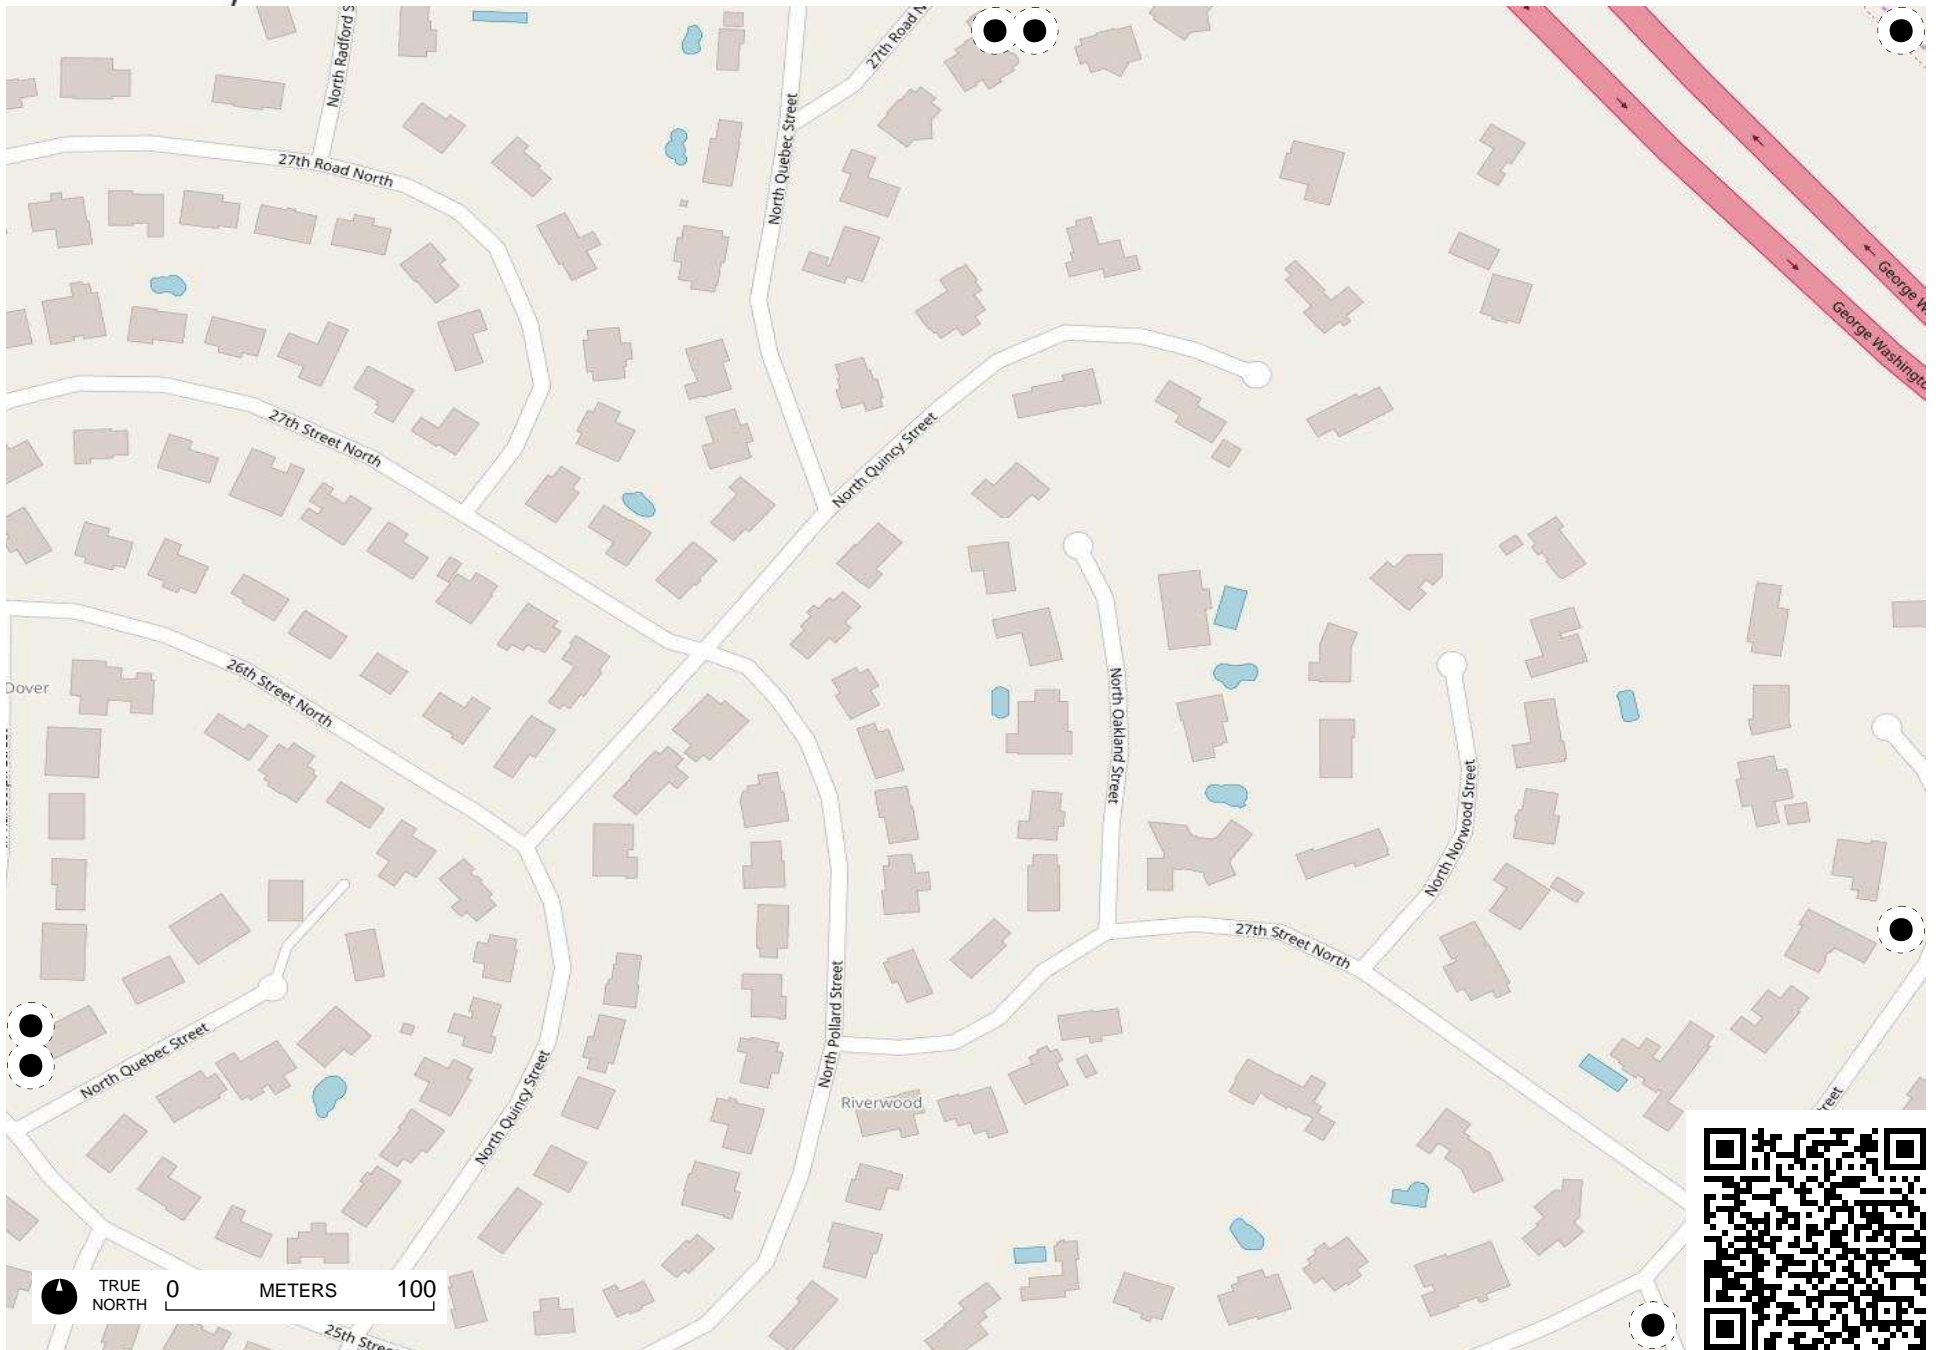 North Radford S
27th Road N
27th Road North
North Quebec Street
George W
George Washingto
27th Street North
North Quincy Street
Dover
26th Street North
North Oakland Street
North Norwood Street
27th Street North
North Pollard Street
North Quebec Street
North Quincy Street
Riverwood
reet
TRUE
NORTH
0 METERS 100
25th Stree